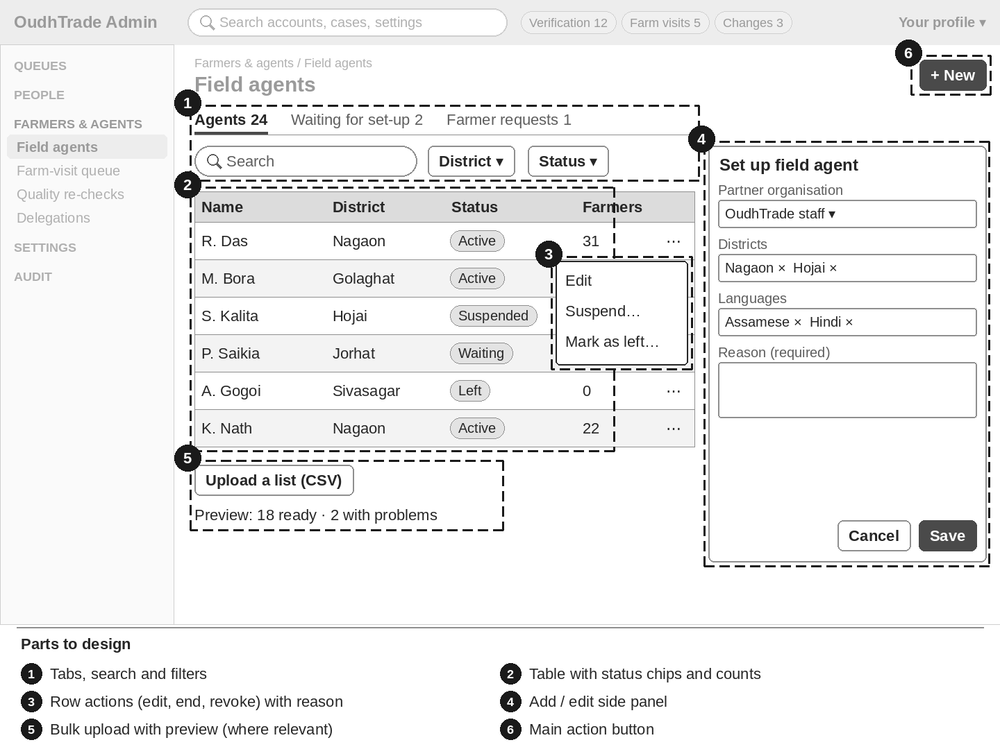 OudhTrade Admin
Search accounts, cases, settings
Verification 12
Farm visits 5
Changes 3
Your profile ▾
QUEUES
PEOPLE
FARMERS & AGENTS
Field agents
Farm-visit queue
Quality re-checks
Delegations
SETTINGS
AUDIT
Farmers & agents / Field agents
Field agents
6
+ New
1
Agents 24
Waiting for set-up 2
Farmer requests 1
Search
District ▾
Status ▾
2
Name District Status Farmers
R. Das Nagaon Active 31 ⋯
M. Bora Golaghat Active
S. Kalita Hojai Suspended
P. Saikia Jorhat Waiting
A. Gogoi Sivasagar Left 0 ⋯
K. Nath Nagaon Active 22 ⋯
3
Edit
Suspend…
Mark as left…
4
Set up field agent
Partner organisation
OudhTrade staff ▾
Districts
Nagaon × Hojai ×
Languages
Assamese × Hindi ×
Reason (required)
Cancel
Save
5
Upload a list (CSV)
Preview: 18 ready · 2 with problems
Parts to design
1 Tabs, search and filters
2 Table with status chips and counts
3 Row actions (edit, end, revoke) with reason
4 Add / edit side panel
5 Bulk upload with preview (where relevant)
6 Main action button